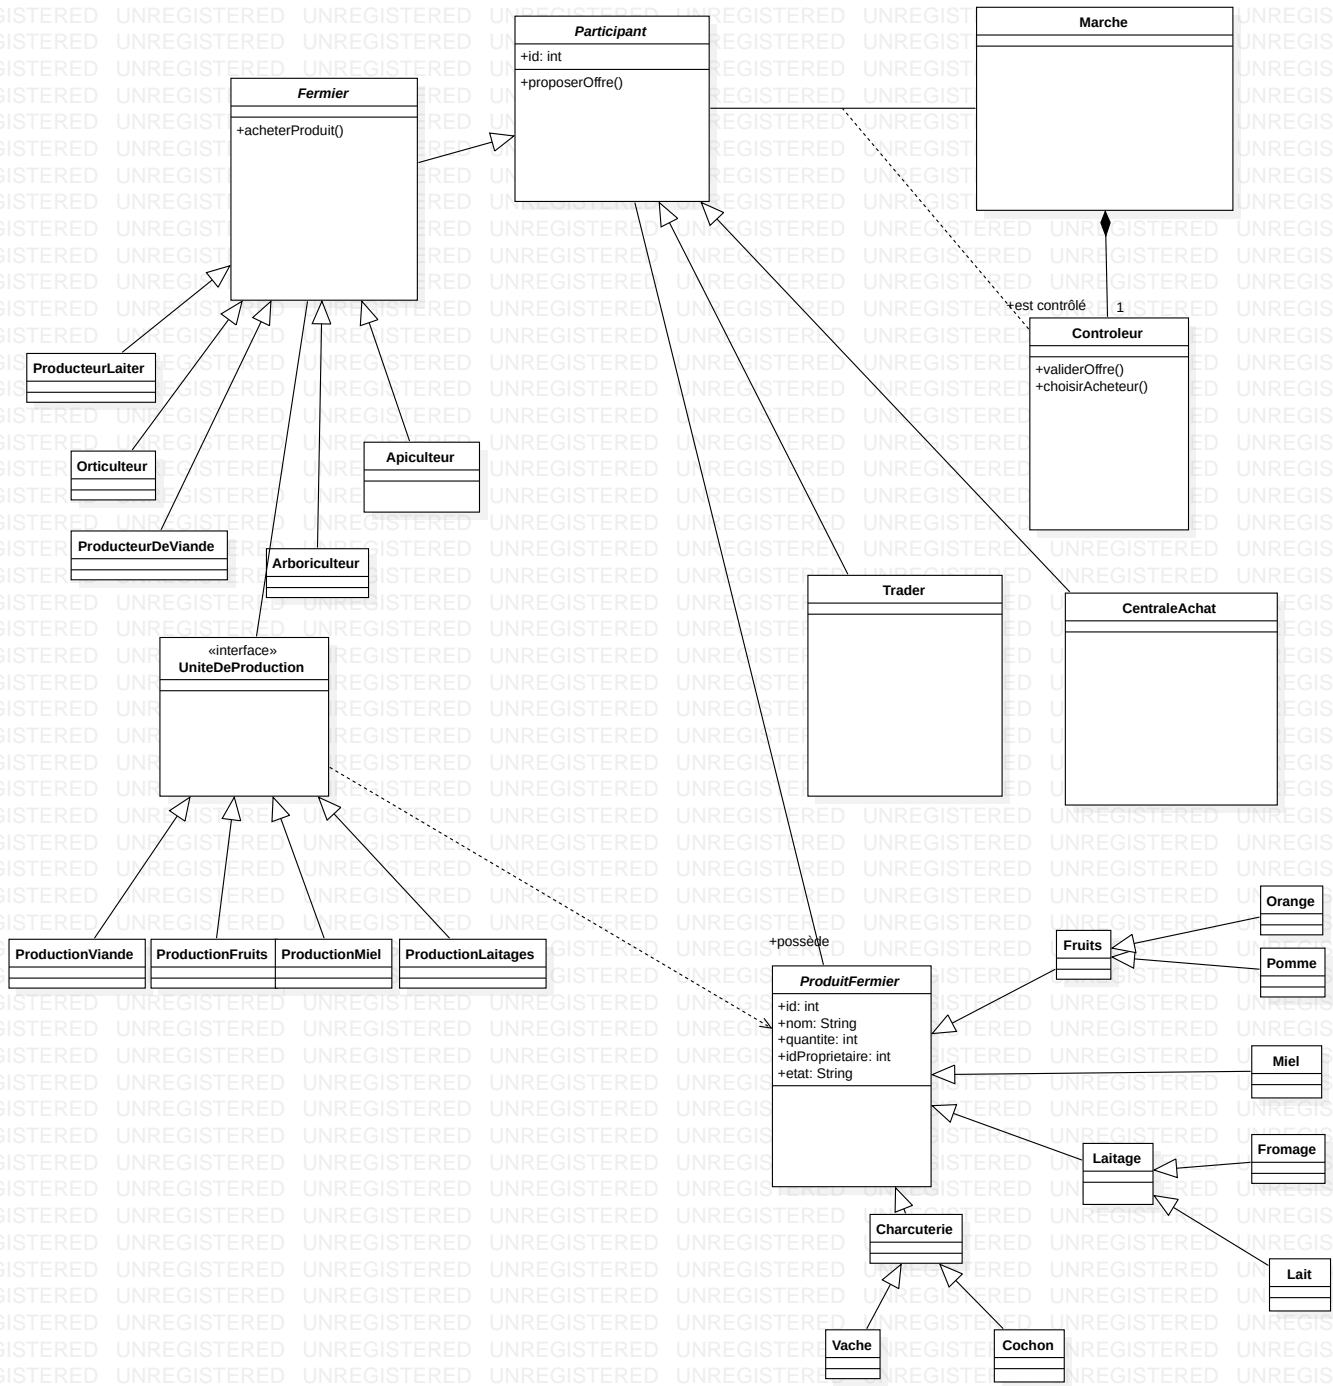 Participant
+id: int
+proposerOffre()
Marche
Fermier
+acheterProduit()
+est contrôlé
1
Controleur
+validerOffre()
+choisirAcheteur()
ProducteurLaiter
Orticulteur
Apiculteur
ProducteurDeViande
Arboriculteur
Trader
CentraleAchat
«interface»
UniteDeProduction
ProductionViande
ProductionFruits
ProductionMiel
ProductionLaitages
+possède
ProduitFermier
+id: int
+nom: String
+quantite: int
+idProprietaire: int
+etat: String
Fruits
Orange
Pomme
Miel
Laitage
Fromage
Lait
Charcuterie
Vache
Cochon
UNREGISTERED